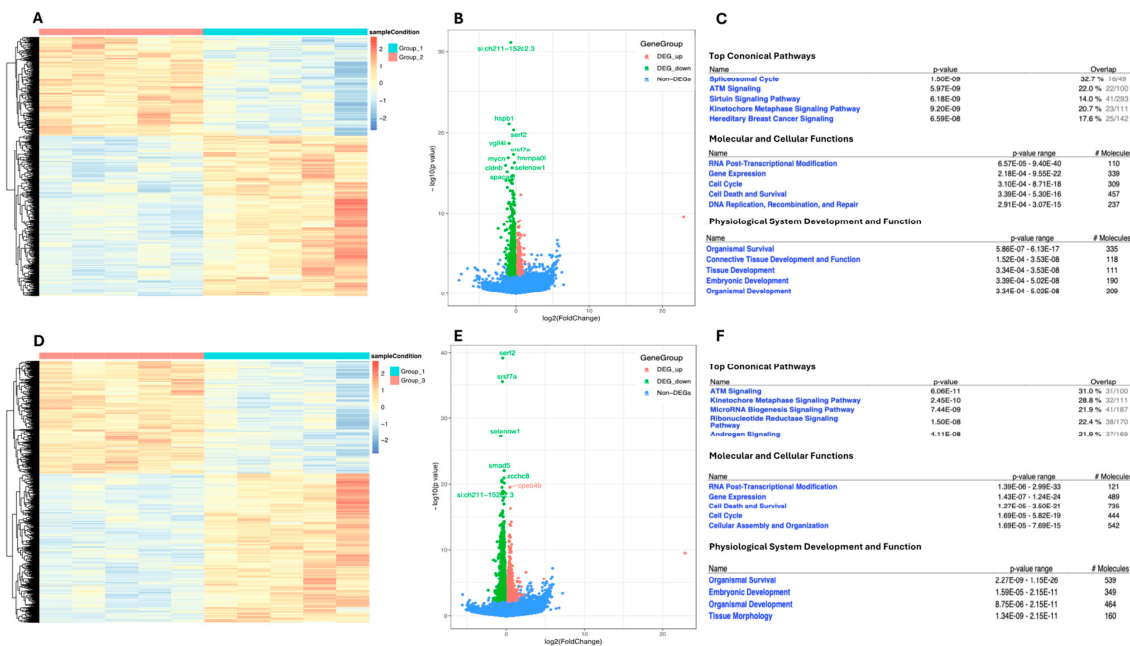 A
sampleCondition
Group_1
Group_2
2
1
0
−1
−2
B
si:ch211−152c2.3
hspb1
serf2
vgll4l
srsf7a
mycn
hnrnpa0l
cldnb
selenow1
GeneGroup
DEG_up
DEG_down
Non−DEGs
30
20
10
0
0
20
− log10(p value)
log2(FoldChange)
C
Top Cononical Pathways
Name p-value Overlap
Spliceosomal Cycle 1.50E-09 32.7 % 16/49
ATM Signaling 5.97E-09 22.0 % 22/100
Sirtuin Signaling Pathway 6.18E-09 14.0 % 41/293
Kinetochore Metaphase Signaling Pathway 9.20E-09 20.7 % 23/111
Hereditary Breast Cancer Signaling 6.59E-08 17.6 % 25/142
Molecular and Cellular Functions
Name p-value range # Molecules
RNA Post-Transcriptional Modification 6.57E-05 - 9.40E-40 110
Gene Expression 2.18E-04 - 9.55E-22 339
Cell Cycle 3.10E-04 - 8.71E-18 309
Cell Death and Survival 3.39E-04 - 5.30E-16 457
DNA Replication, Recombination, and Repair 2.91E-04 - 3.07E-15 237
Physiological System Development and Function
Name p-value range # Molecules
Organismal Survival 5.86E-07 - 6.13E-17 335
Connective Tissue Development and Function 1.52E-04 - 3.53E-08 118
Tissue Development 3.34E-04 - 3.53E-08 111
Embryonic Development 3.39E-04 - 5.02E-08 190
Organismal Development 3.34E-04 - 5.02E-08 209
D
sampleCondition
Group_1
Group_3
2
1
0
−1
−2
E
serf2
srsf7a
selenow1
smad5
zcchc8
cpeb4b
si:ch211−152c2.3
GeneGroup
DEG_up
DEG_down
Non−DEGs
40
30
20
10
0
0
10
20
− log10(p value)
log2(FoldChange)
F
Top Cononical Pathways
Name p-value Overlap
ATM Signaling 6.06E-11 31.0 % 31/100
Kinetochore Metaphase Signaling Pathway 2.45E-10 28.8 % 32/111
MicroRNA Biogenesis Signaling Pathway 7.44E-09 21.9 % 41/187
Ribonucleotide Reductase Signaling
Pathway 1.50E-08 22.4 % 38/170
Androgen Signaling 4.11E-08 21.9 % 37/169
Molecular and Cellular Functions
Name p-value range # Molecules
RNA Post-Transcriptional Modification 1.39E-06 - 2.99E-33 121
Gene Expression 1.43E-07 - 1.24E-24 489
Cell Death and Survival 1.27E-05 - 3.50E-21 735
Cell Cycle 1.69E-05 - 5.82E-19 444
Cellular Assembly and Organization 1.69E-05 - 7.69E-15 542
Physiological System Development and Function
Name p-value range # Molecules
Organismal Survival 2.27E-09 - 1.15E-26 539
Embryonic Development 1.59E-05 - 2.15E-11 349
Organismal Development 8.75E-06 - 2.15E-11 464
Tissue Morphology 1.34E-09 - 2.15E-11 160